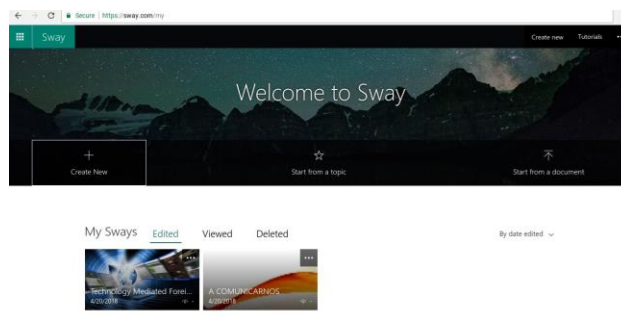 Secure | https://sway.com/my
Sway
Create new Tutorials
Welcome to Sway
Create New
Start from a topic
Start from a document
My Sways Edited Viewed Deleted
By date edited
Technology Mediated Forei...
4/20/2018
A COMUNICARNOS
4/20/2018